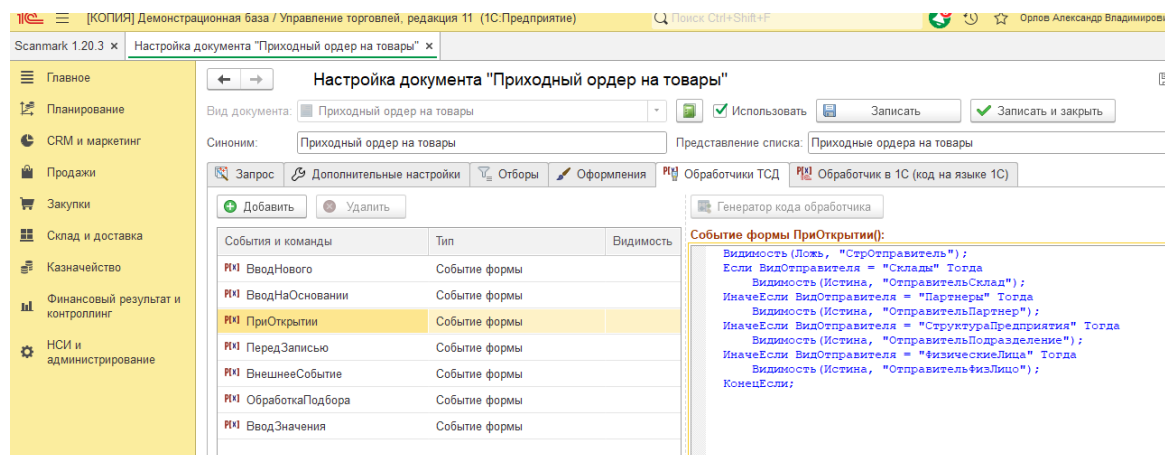 [КОПИЯ] Демонстрационная база / Управление торговлей, редакция 11 (1С:Предприятие)
Поиск Ctrl+Shift+F
Орлов Александр Владимирови
Scanmark 1.20.3 ×
Настройка документа "Приходный ордер на товары" ×
Главное
Планирование
CRM и маркетинг
Продажи
Закупки
Склад и доставка
Казначейство
Финансовый результат и
контроллинг
НСИ и
администрирование
Настройка документа "Приходный ордер на товары"
Вид документа: Приходный ордер на товары
Использовать
Записать
Записать и закрыть
Синоним: Приходный ордер на товары
Представление списка: Приходные ордера на товары
Запрос
Дополнительные настройки
Отборы
Оформления
Обработчики ТСД
Обработчик в 1С (код на языке 1С)
Добавить
Удалить
События и команды Тип Видимость
P[x] ВводНового Событие формы
P[x] ВводНаОсновании Событие формы
P[x] ПриОткрытии Событие формы
P[x] ПередЗаписью Событие формы
P[x] ВнешнееСобытие Событие формы
P[x] ОбработкаПодбора Событие формы
P[x] ВводЗначения Событие формы
Генератор кода обработчика
Событие формы ПриОткрытии():
Видимость(Ложь, "СтрОтправитель");
Если ВидОтправителя = "Склады" Тогда
Видимость(Истина, "ОтправительСклад");
ИначеЕсли ВидОтправителя = "Партнеры" Тогда
Видимость(Истина, "ОтправительПартнер");
ИначеЕсли ВидОтправителя = "СтруктураПредприятия" Тогда
Видимость(Истина, "ОтправительПодразделение");
ИначеЕсли ВидОтправителя = "ФизическиеЛица" Тогда
Видимость(Истина, "ОтправительФизЛицо");
КонецЕсли;